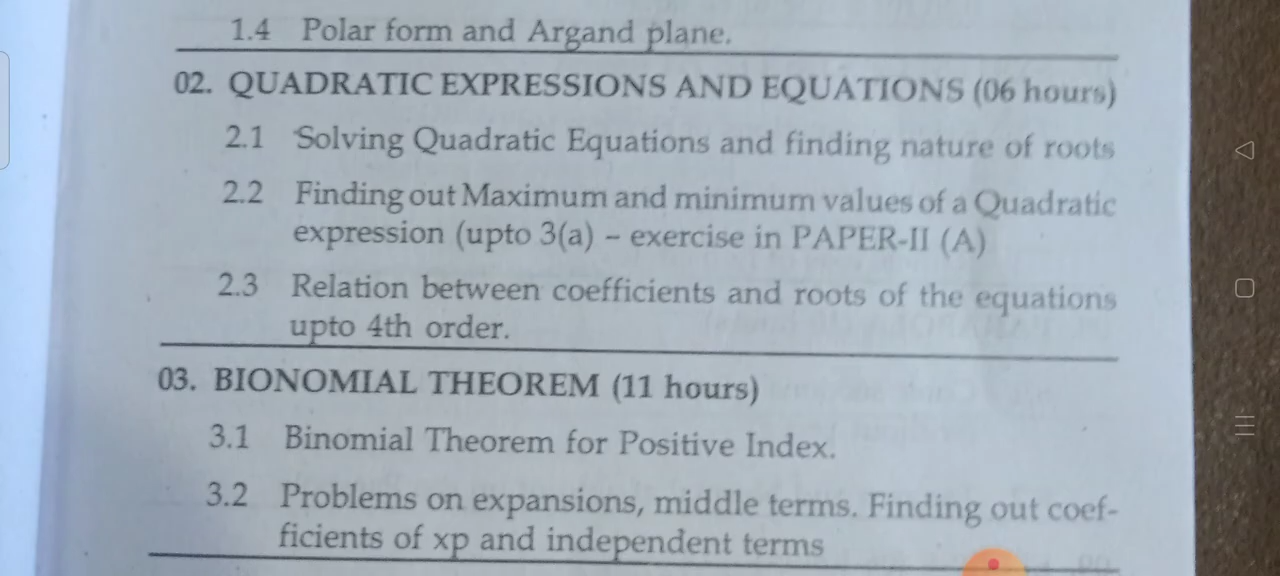 1.4 Polar form and Argand plane.
02. QUADRATIC EXPRESSIONS AND EQUATIONS (06 hours)
2.1 Solving Quadratic Equations and finding nature of roots
2.2 Finding out Maximum and minimum values of a Quadratic
expression (upto 3(a) – exercise in PAPER-II (A)
2.3 Relation between coefficients and roots of the equations
upto 4th order.
03. BIONOMIAL THEOREM (11 hours)
3.1 Binomial Theorem for Positive Index.
3.2 Problems on expansions, middle terms. Finding out coef-
ficients of xp and independent terms